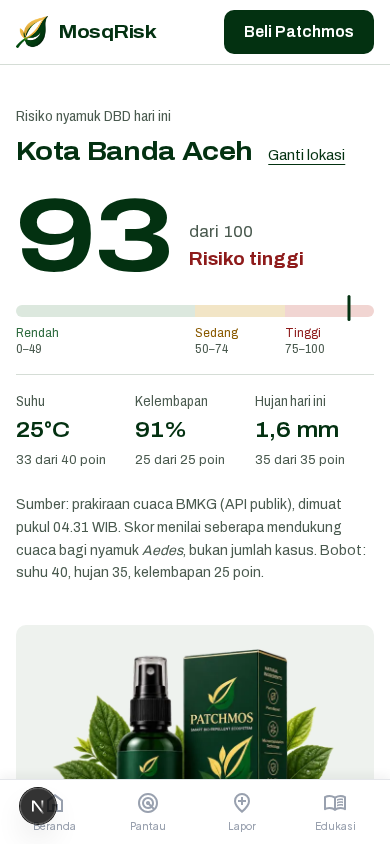 MosqRisk
Beli Patchmos
Risiko nyamuk DBD hari ini
Kota Banda Aceh
Ganti lokasi
93
dari 100
Risiko tinggi
Rendah
0–49
Sedang
50–74
Tinggi
75–100
Suhu
25°C
33 dari 40 poin
Kelembapan
91%
25 dari 25 poin
Hujan hari ini
1,6 mm
35 dari 35 poin
Sumber: prakiraan cuaca BMKG (API publik), dimuat
pukul 04.31 WIB. Skor menilai seberapa mendukung
cuaca bagi nyamuk Aedes, bukan jumlah kasus. Bobot:
suhu 40, hujan 35, kelembapan 25 poin.
PATCHMOS
N
Beranda
Pantau
Lapor
Edukasi